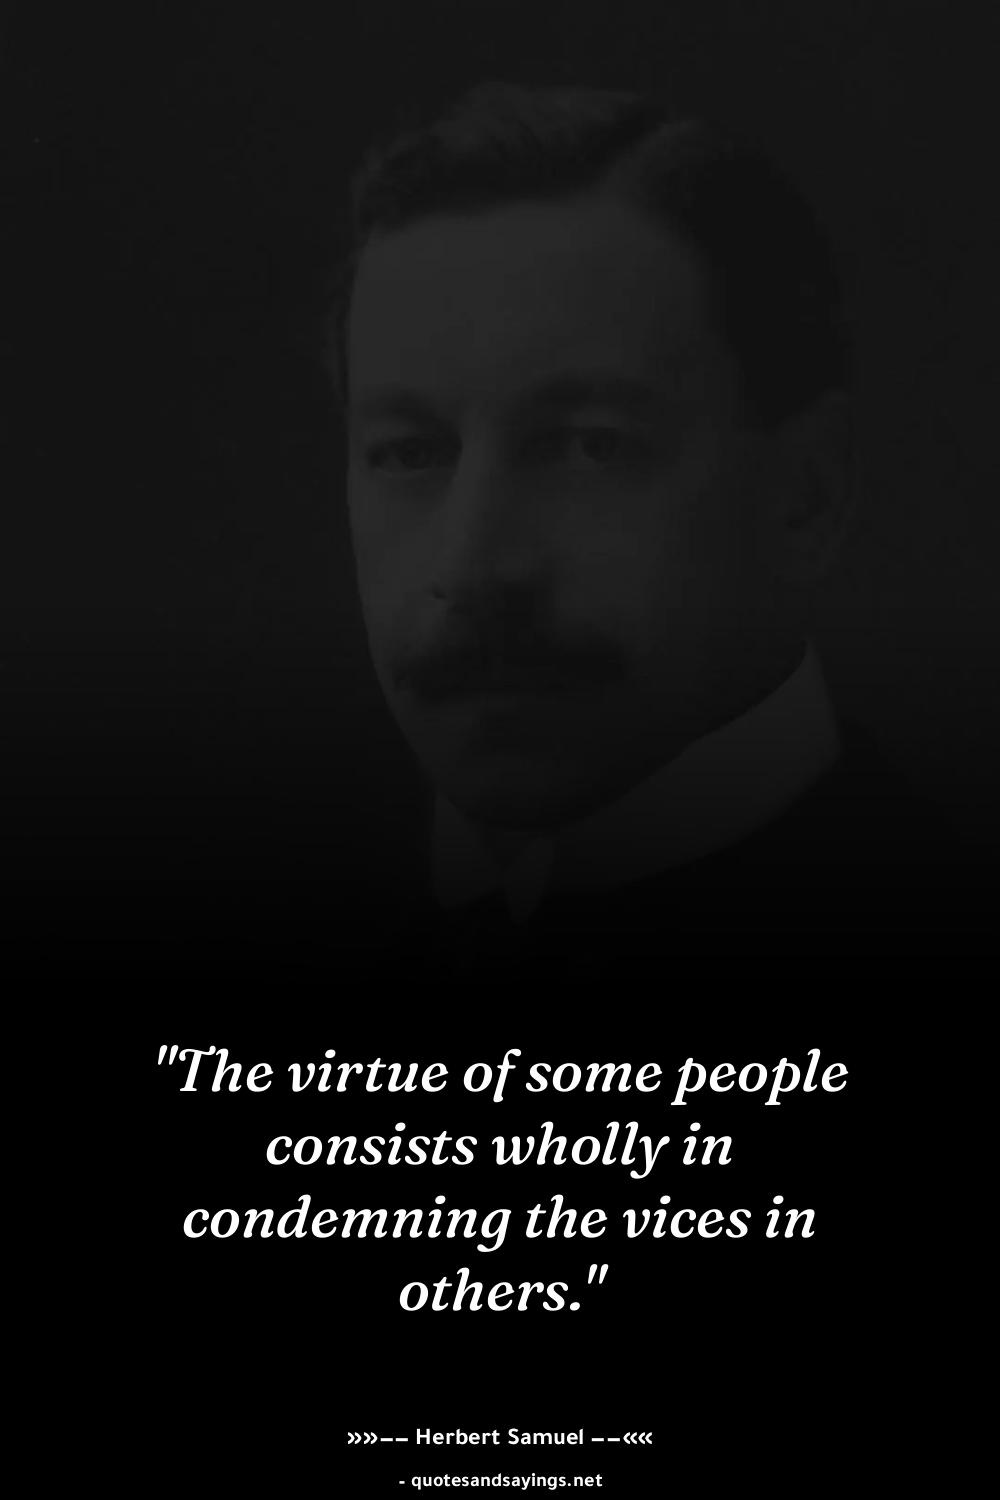 "The virtue of some people
consists wholly in
condemning the vices in
others."
»»–– Herbert Samuel ––««
- quotesandsayings.net